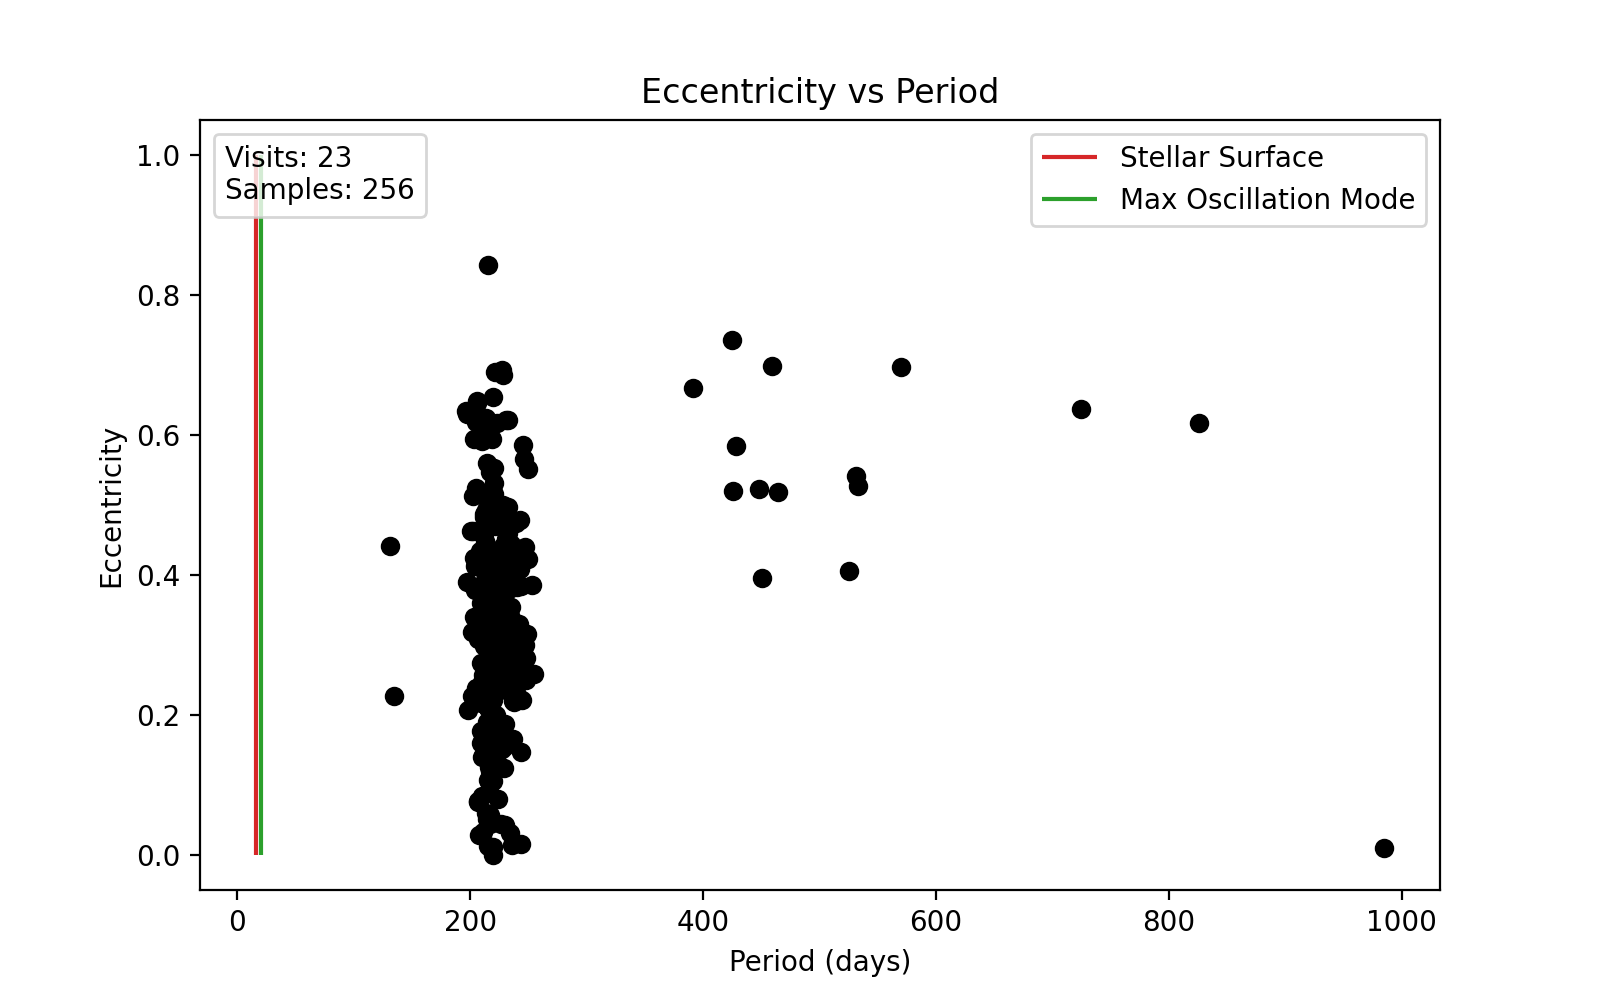 Eccentricity vs Period
Visits: 23
Samples: 256
Stellar Surface
Max Oscillation Mode
Eccentricity
1.0
0.8
0.6
0.4
0.2
0.0
0
200
400
600
800
1000
Period (days)